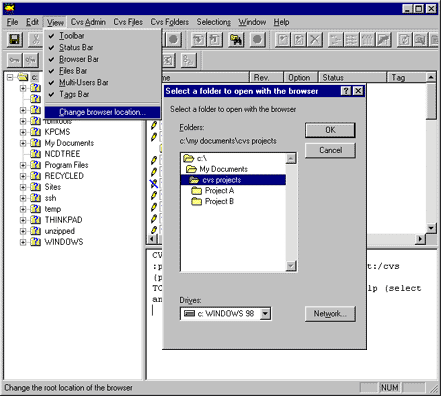 File Edit View Cvs Admin Cvs Files Cvs Folders Selections Window Help
Toolbar
Status Bar
Browser Bar
Files Bar
Multi-Users Bar
Tags Bar
Change browser location...
c:
ibmtools
KPCMS
My Documents
NCDTREE
Program Files
RECYCLED
Sites
ssh
temp
THINKPAD
unzipped
WINDOWS
Rev. Option Status Tag
Select a folder to open with the browser
Select a folder to open with the browser
Folders:
c:\my documents\cvs projects
c:\
My Documents
cvs projects
Project A
Project B
OK
Cancel
Drives:
c: WINDOWS 98
Network...
CV
:p t:/cvs
(p
TC lp (select
an
Change the root location of the browser NUM